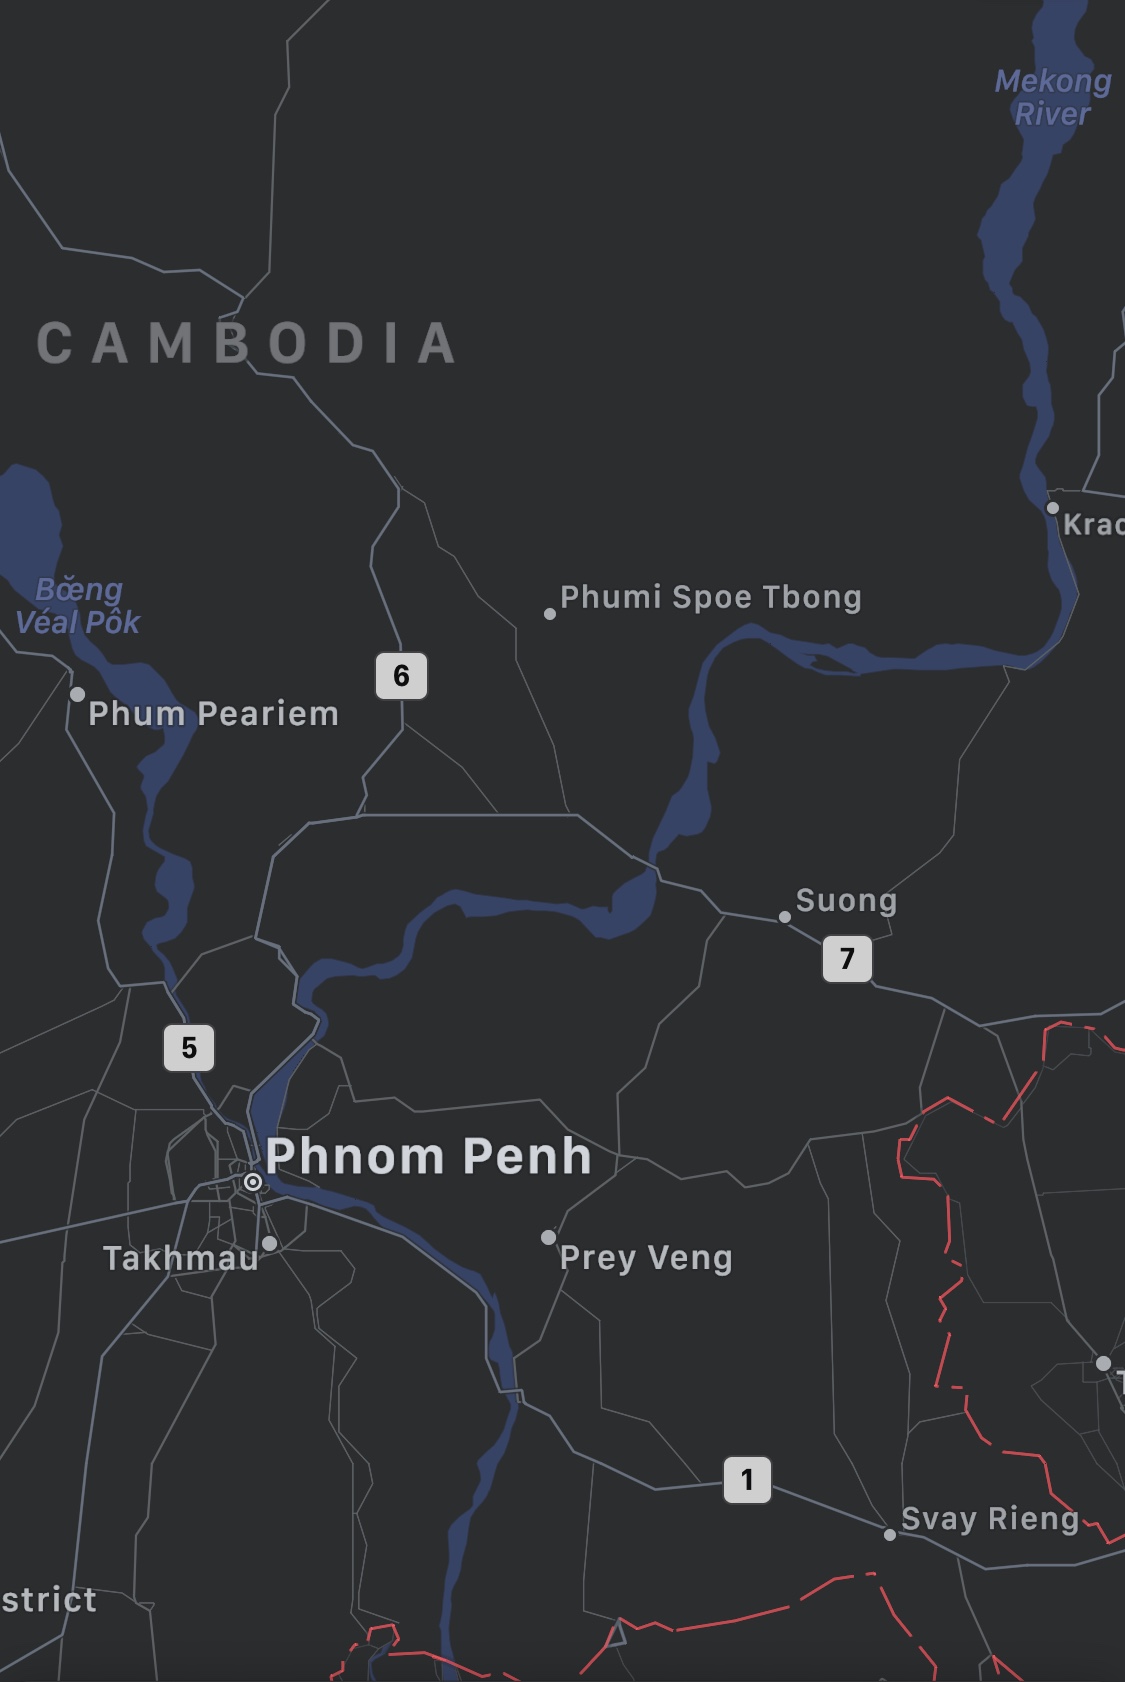 Mekong
River
CAMBODIA
Krac
Bœ̆ng
Véal Pôk
Phumi Spoe Tbong
6
Phum Peariem
Suong
7
5
Phnom Penh
Takhmau
Prey Veng
T
1
Svay Rieng
strict